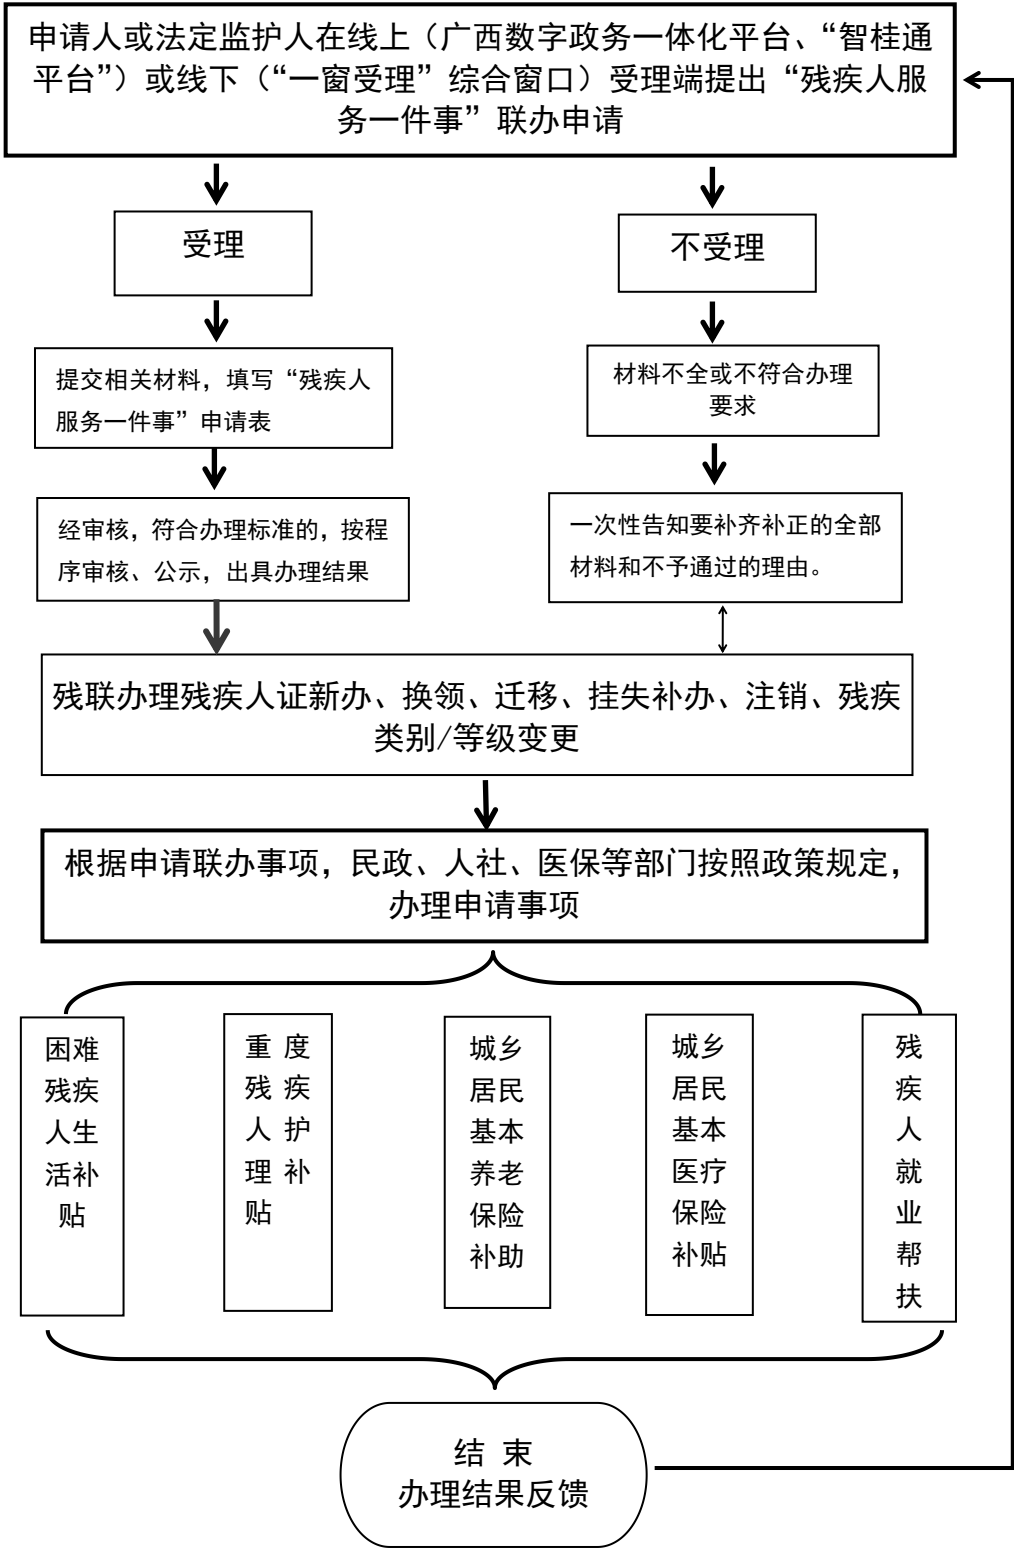 申请人或法定监护人在线上（广西数字政务一体化平台、“智桂通
平台”）或线下（“一窗受理”综合窗口）受理端提出“残疾人服
务一件事”联办申请
受理
不受理
提交相关材料，填写“残疾人
服务一件事”申请表
材料不全或不符合办理
要求
经审核，符合办理标准的，按程
序审核、公示，出具办理结果
一次性告知要补齐补正的全部
材料和不予通过的理由。
残联办理残疾人证新办、换领、迁移、挂失补办、注销、残疾
类别/等级变更
根据申请联办事项，民政、人社、医保等部门按照政策规定，
办理申请事项
困难
残疾
人生
活补
贴
重 度
残 疾
人 护
理 补
贴
城乡
居民
基本
养老
保险
补助
城乡
居民
基本
医疗
保险
补贴
残
疾
人
就
业
帮
扶
结 束
办理结果反馈